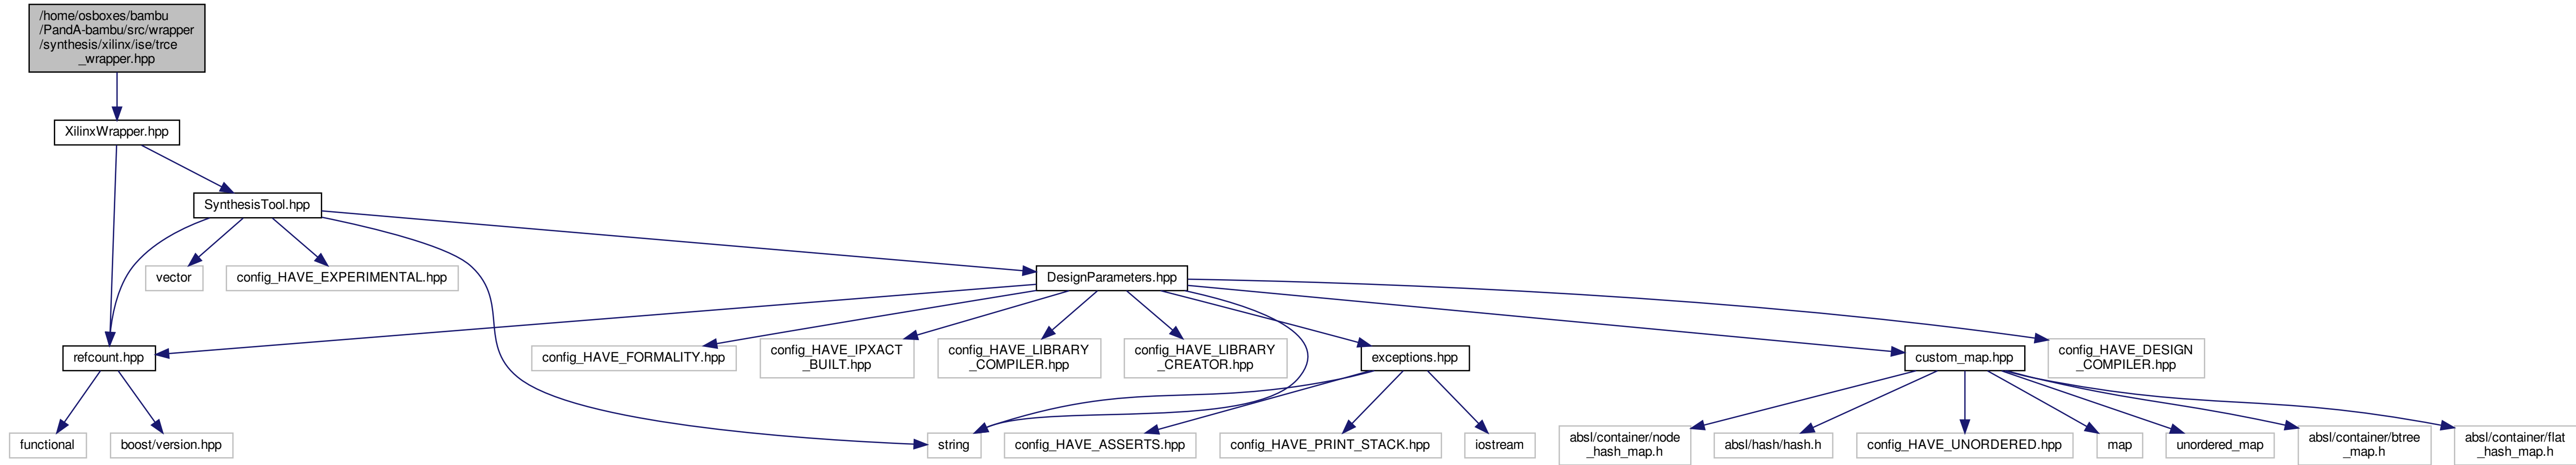 /home/osboxes/bambu
/PandA-bambu/src/wrapper
/synthesis/xilinx/ise/trce
_wrapper.hpp
XilinxWrapper.hpp
SynthesisTool.hpp
vector
config_HAVE_EXPERIMENTAL.hpp
DesignParameters.hpp
refcount.hpp
config_HAVE_FORMALITY.hpp
config_HAVE_IPXACT
_BUILT.hpp
config_HAVE_LIBRARY
_COMPILER.hpp
config_HAVE_LIBRARY
_CREATOR.hpp
exceptions.hpp
custom_map.hpp
config_HAVE_DESIGN
_COMPILER.hpp
functional
boost/version.hpp
string
config_HAVE_ASSERTS.hpp
config_HAVE_PRINT_STACK.hpp
iostream
absl/container/node
_hash_map.h
absl/hash/hash.h
config_HAVE_UNORDERED.hpp
map
unordered_map
absl/container/btree
_map.h
absl/container/flat
_hash_map.h